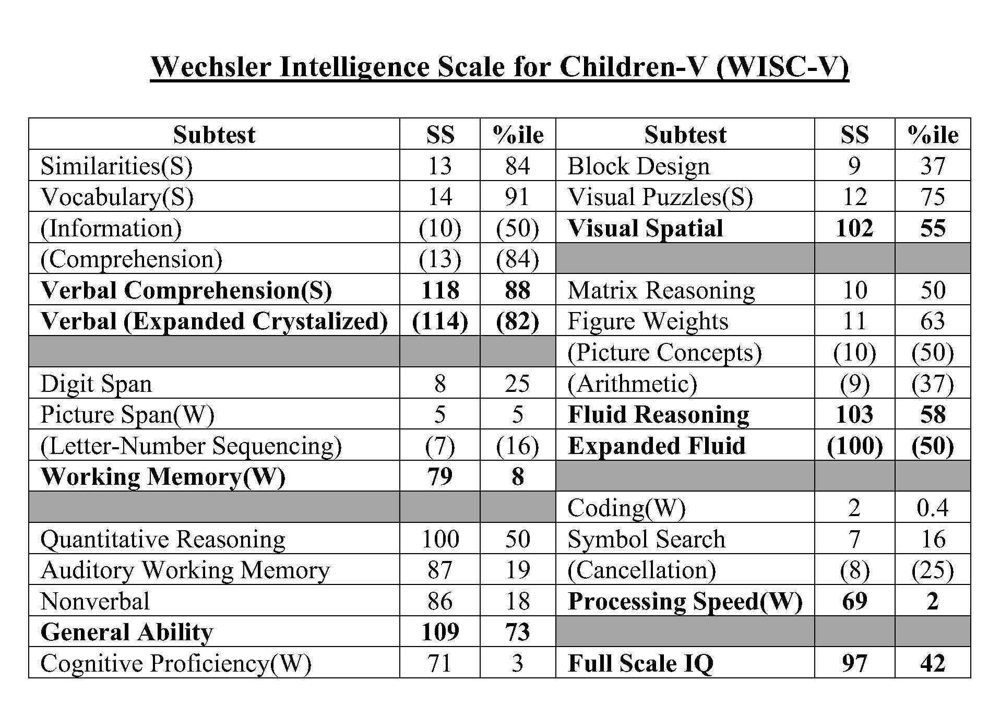 Wechsler Intelligence Scale for Children-V (WISC-V)
Subtest SS %ile Subtest SS %ile
Similarities(S) 13 84 Block Design 9 37
Vocabulary(S) 14 91 Visual Puzzles(S) 12 75
(Information) (10) (50) Visual Spatial 102 55
(Comprehension) (13) (84)
Verbal Comprehension(S) 118 88 Matrix Reasoning 10 50
Verbal (Expanded Crystalized) (114) (82) Figure Weights 11 63
(Picture Concepts) (10) (50)
Digit Span 8 25 (Arithmetic) (9) (37)
Picture Span(W) 5 5 Fluid Reasoning 103 58
(Letter-Number Sequencing) (7) (16) Expanded Fluid (100) (50)
Working Memory(W) 79 8
Coding(W) 2 0.4
Quantitative Reasoning 100 50 Symbol Search 7 16
Auditory Working Memory 87 19 (Cancellation) (8) (25)
Nonverbal 86 18 Processing Speed(W) 69 2
General Ability 109 73
Cognitive Proficiency(W) 71 3 Full Scale IQ 97 42